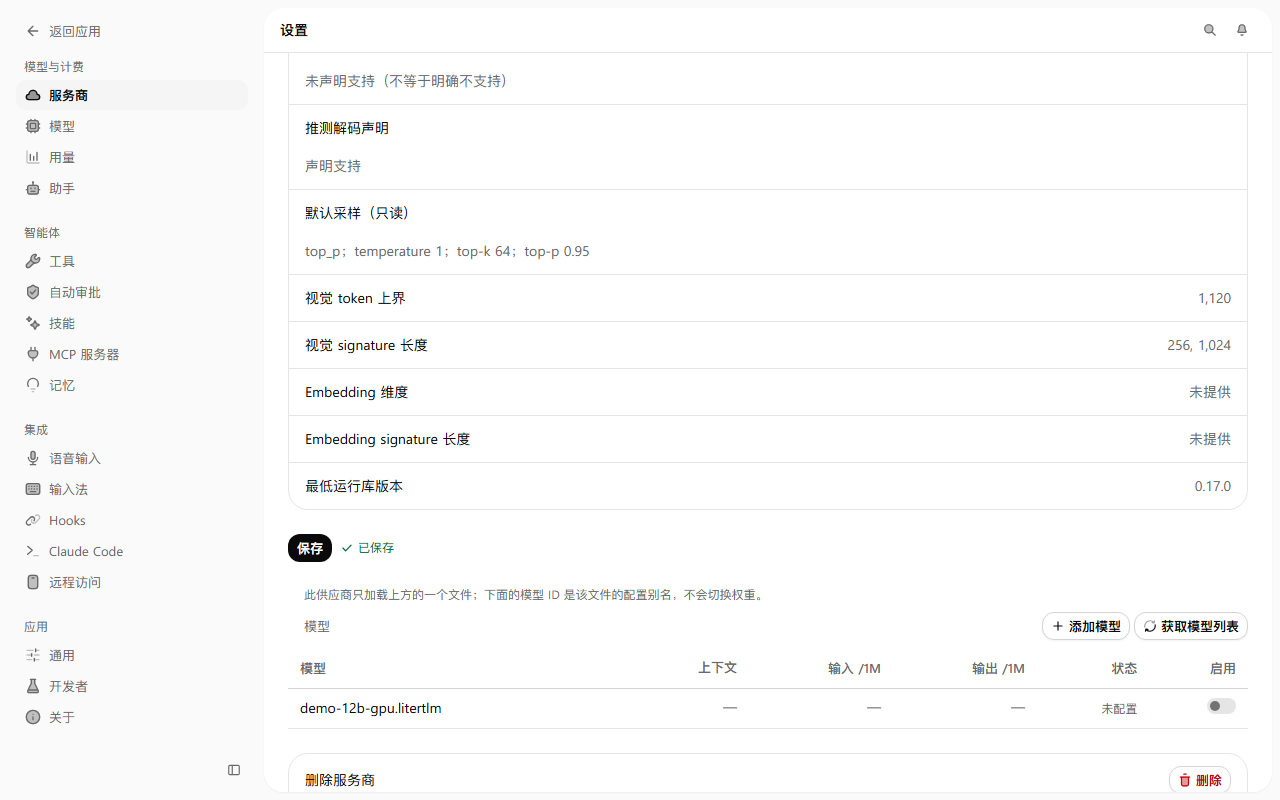 返回应用
模型与计费
服务商
模型
用量
助手
智能体
工具
自动审批
技能
MCP 服务器
记忆
集成
语音输入
输入法
Hooks
Claude Code
远程访问
应用
通用
开发者
关于
设置
未声明支持（不等于明确不支持）
推测解码声明
声明支持
默认采样（只读）
top_p；temperature 1；top-k 64；top-p 0.95
视觉 token 上界 1,120
视觉 signature 长度 256, 1,024
Embedding 维度 未提供
Embedding signature 长度 未提供
最低运行库版本 0.17.0
保存 已保存
此供应商只加载上方的一个文件；下面的模型 ID 是该文件的配置别名，不会切换权重。
模型 添加模型 获取模型列表
模型 上下文 输入 /1M 输出 /1M 状态 启用
demo-12b-gpu.litertlm — — — 未配置
删除服务商 删除